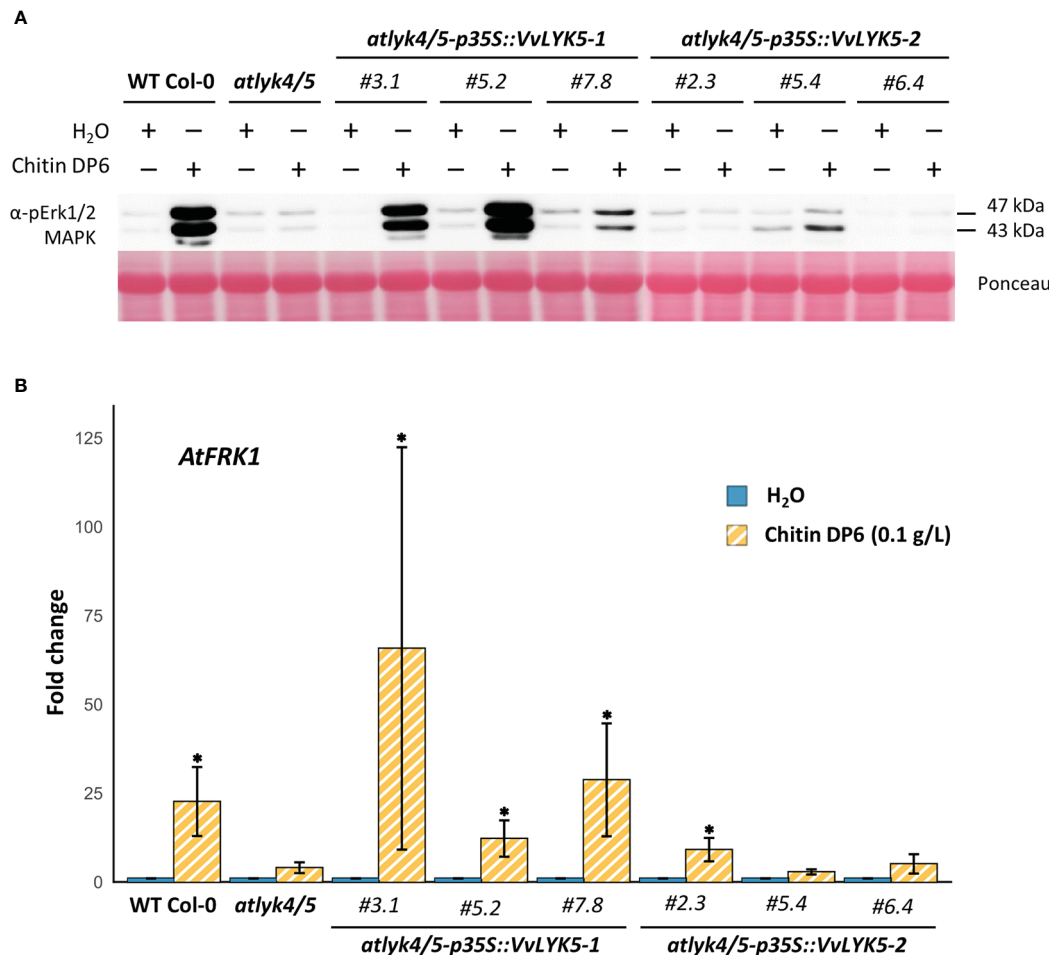 A
atlyk4/5-p35S::VvLYK5-1 atlyk4/5-p35S::VvLYK5-2
WT Col-0 atlyk4/5 #3.1 #5.2 #7.8 #2.3 #5.4 #6.4
H₂O + − + − + − + − + − + − + − + −
Chitin DP6 − + − + − + − + − + − + − + − +
α-pErk1/2 47 kDa
MAPK 43 kDa
Ponceau
B
125
AtFRK1
* * * * *
H₂O
100
Chitin DP6 (0.1 g/L)
75
Fold change
50
25
0
WT Col-0 atlyk4/5 #3.1 #5.2 #7.8 #2.3 #5.4 #6.4
atlyk4/5-p35S::VvLYK5-1 atlyk4/5-p35S::VvLYK5-2